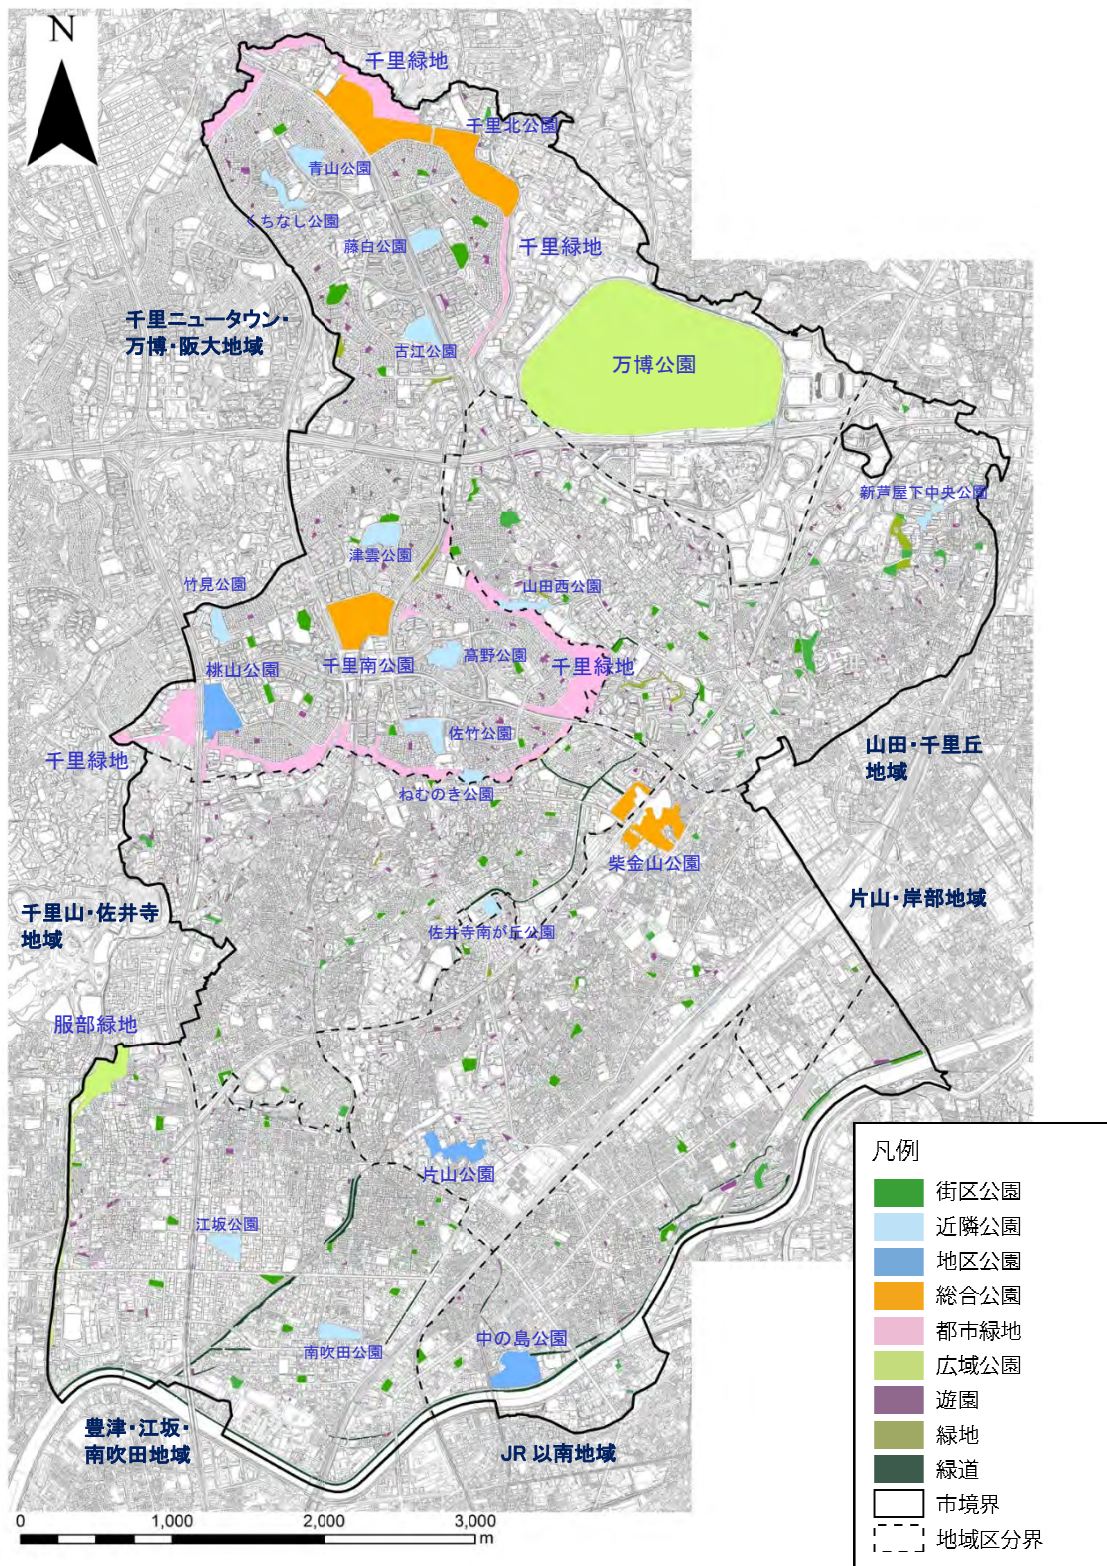 N
千里緑地
千里北公園
青山公園
くちなし公園
藤白公園
千里緑地
千里ニュータウン・
万博・阪大地域
古江公園
万博公園
新芦屋下中央公園
津雲公園
竹見公園
山田西公園
千里南公園
高野公園
千里緑地
桃山公園
佐竹公園
千里緑地
山田・千里丘
地域
ねむのき公園
柴金山公園
片山・岸部地域
千里山・佐井寺
地域
佐井寺南が丘公園
服部緑地
片山公園
江坂公園
中の島公園
南吹田公園
豊津・江坂・
南吹田地域
JR以南地域
凡例
街区公園
近隣公園
地区公園
総合公園
都市緑地
広域公園
遊園
緑地
緑道
市境界
地域区分界
0 1,000 2,000 3,000
m